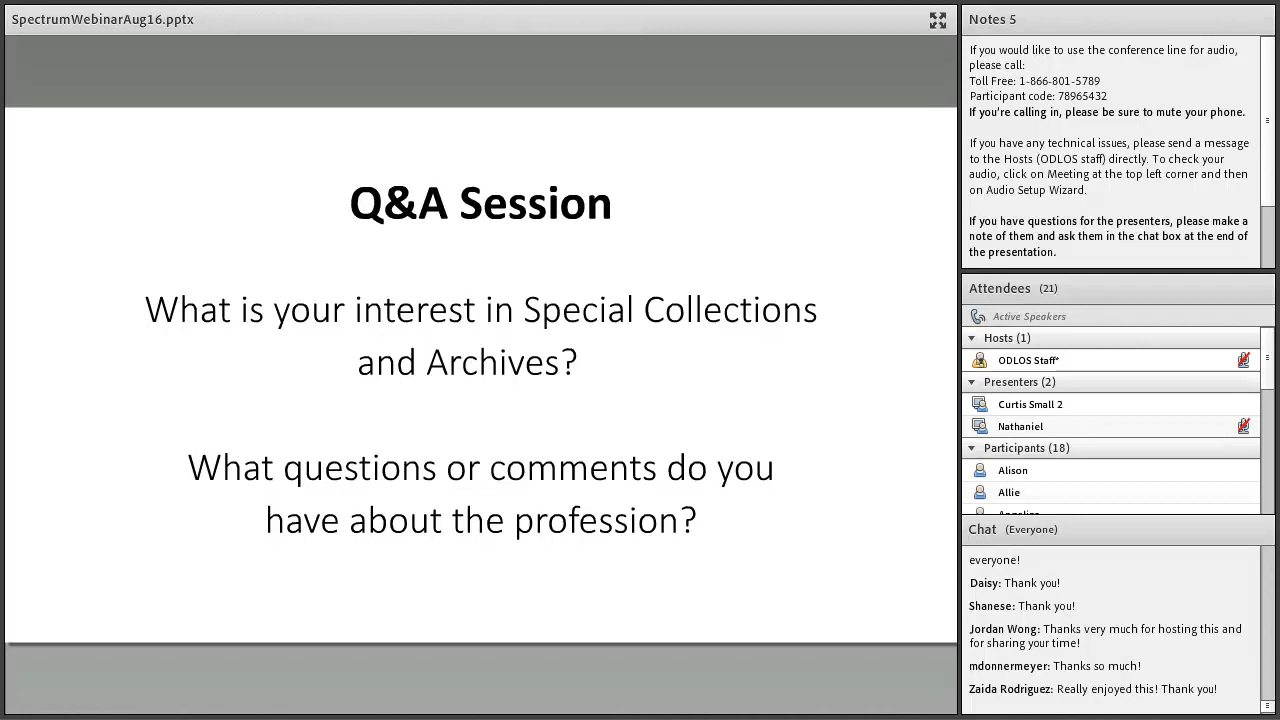 SpectrumWebinarAug16.pptx
Q&A Session
What is your interest in Special Collections
and Archives?
What questions or comments do you
have about the profession?
Notes 5
If you would like to use the conference line for audio,
please call:
Toll Free: 1-866-801-5789
Participant code: 78965432
If you're calling in, please be sure to mute your phone.
If you have any technical issues, please send a message
to the Hosts (ODLOS staff) directly. To check your
audio, click on Meeting at the top left corner and then
on Audio Setup Wizard.
If you have questions for the presenters, please make a
note of them and ask them in the chat box at the end of
the presentation.
Attendees (21)
Active Speakers
Hosts (1)
ODLOS Staff*
Presenters (2)
Curtis Small 2
Nathaniel
Participants (18)
Alison
Allie
Chat (Everyone)
everyone!
Daisy: Thank you!
Shanese: Thank you!
Jordan Wong: Thanks very much for hosting this and
for sharing your time!
mdonnermeyer: Thanks so much!
Zaida Rodriguez: Really enjoyed this! Thank you!